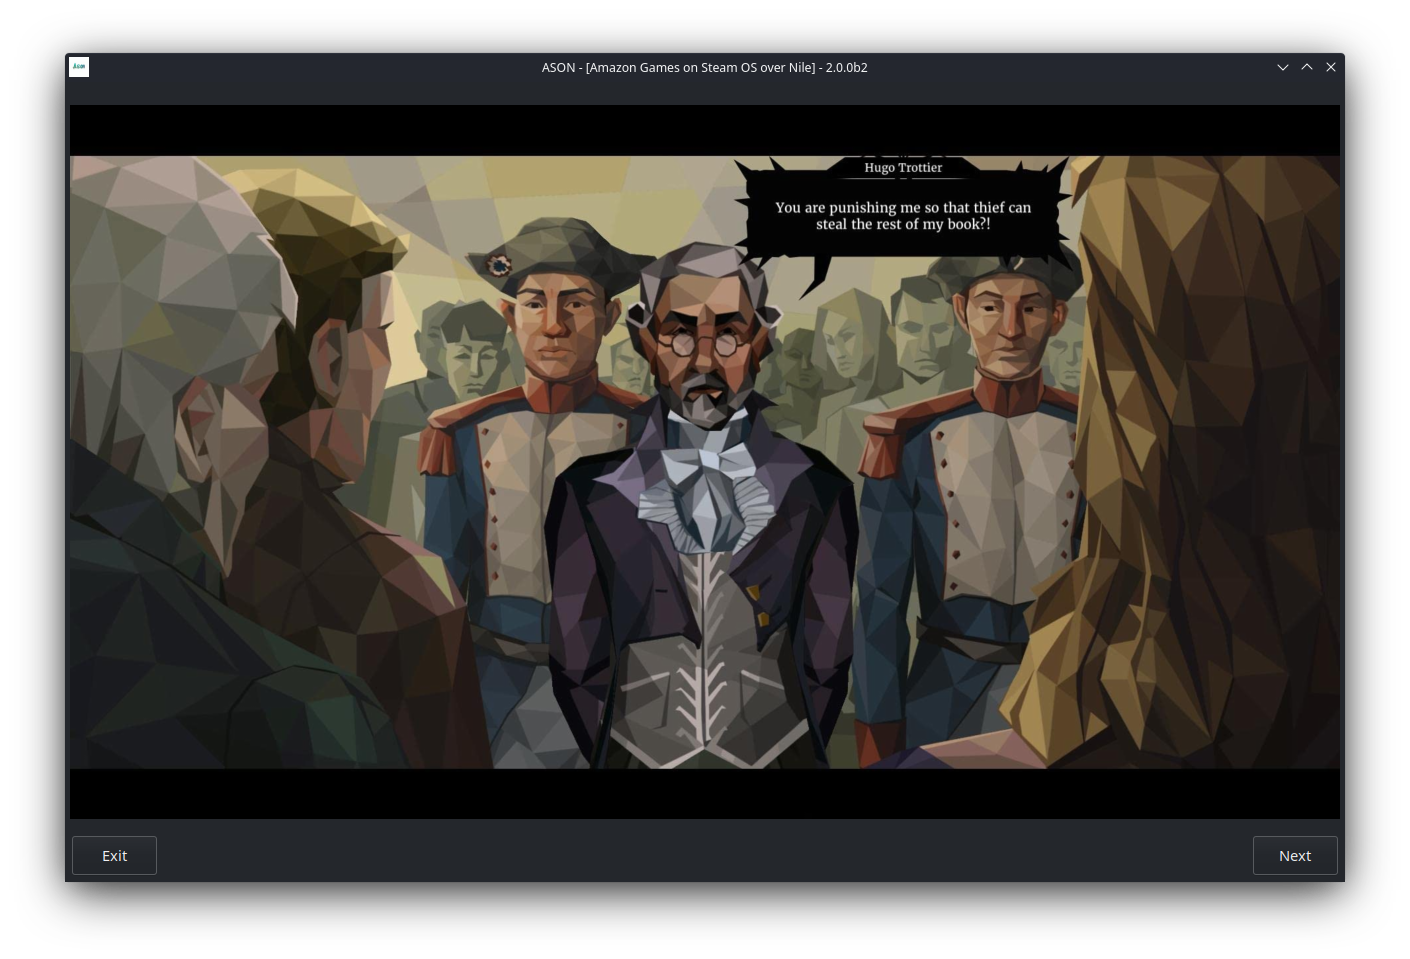 ASON - [Amazon Games on Steam OS over Nile] - 2.0.0b2
Hugo Trottier
You are punishing me so that thief can
steal the rest of my book?!
Exit
Next